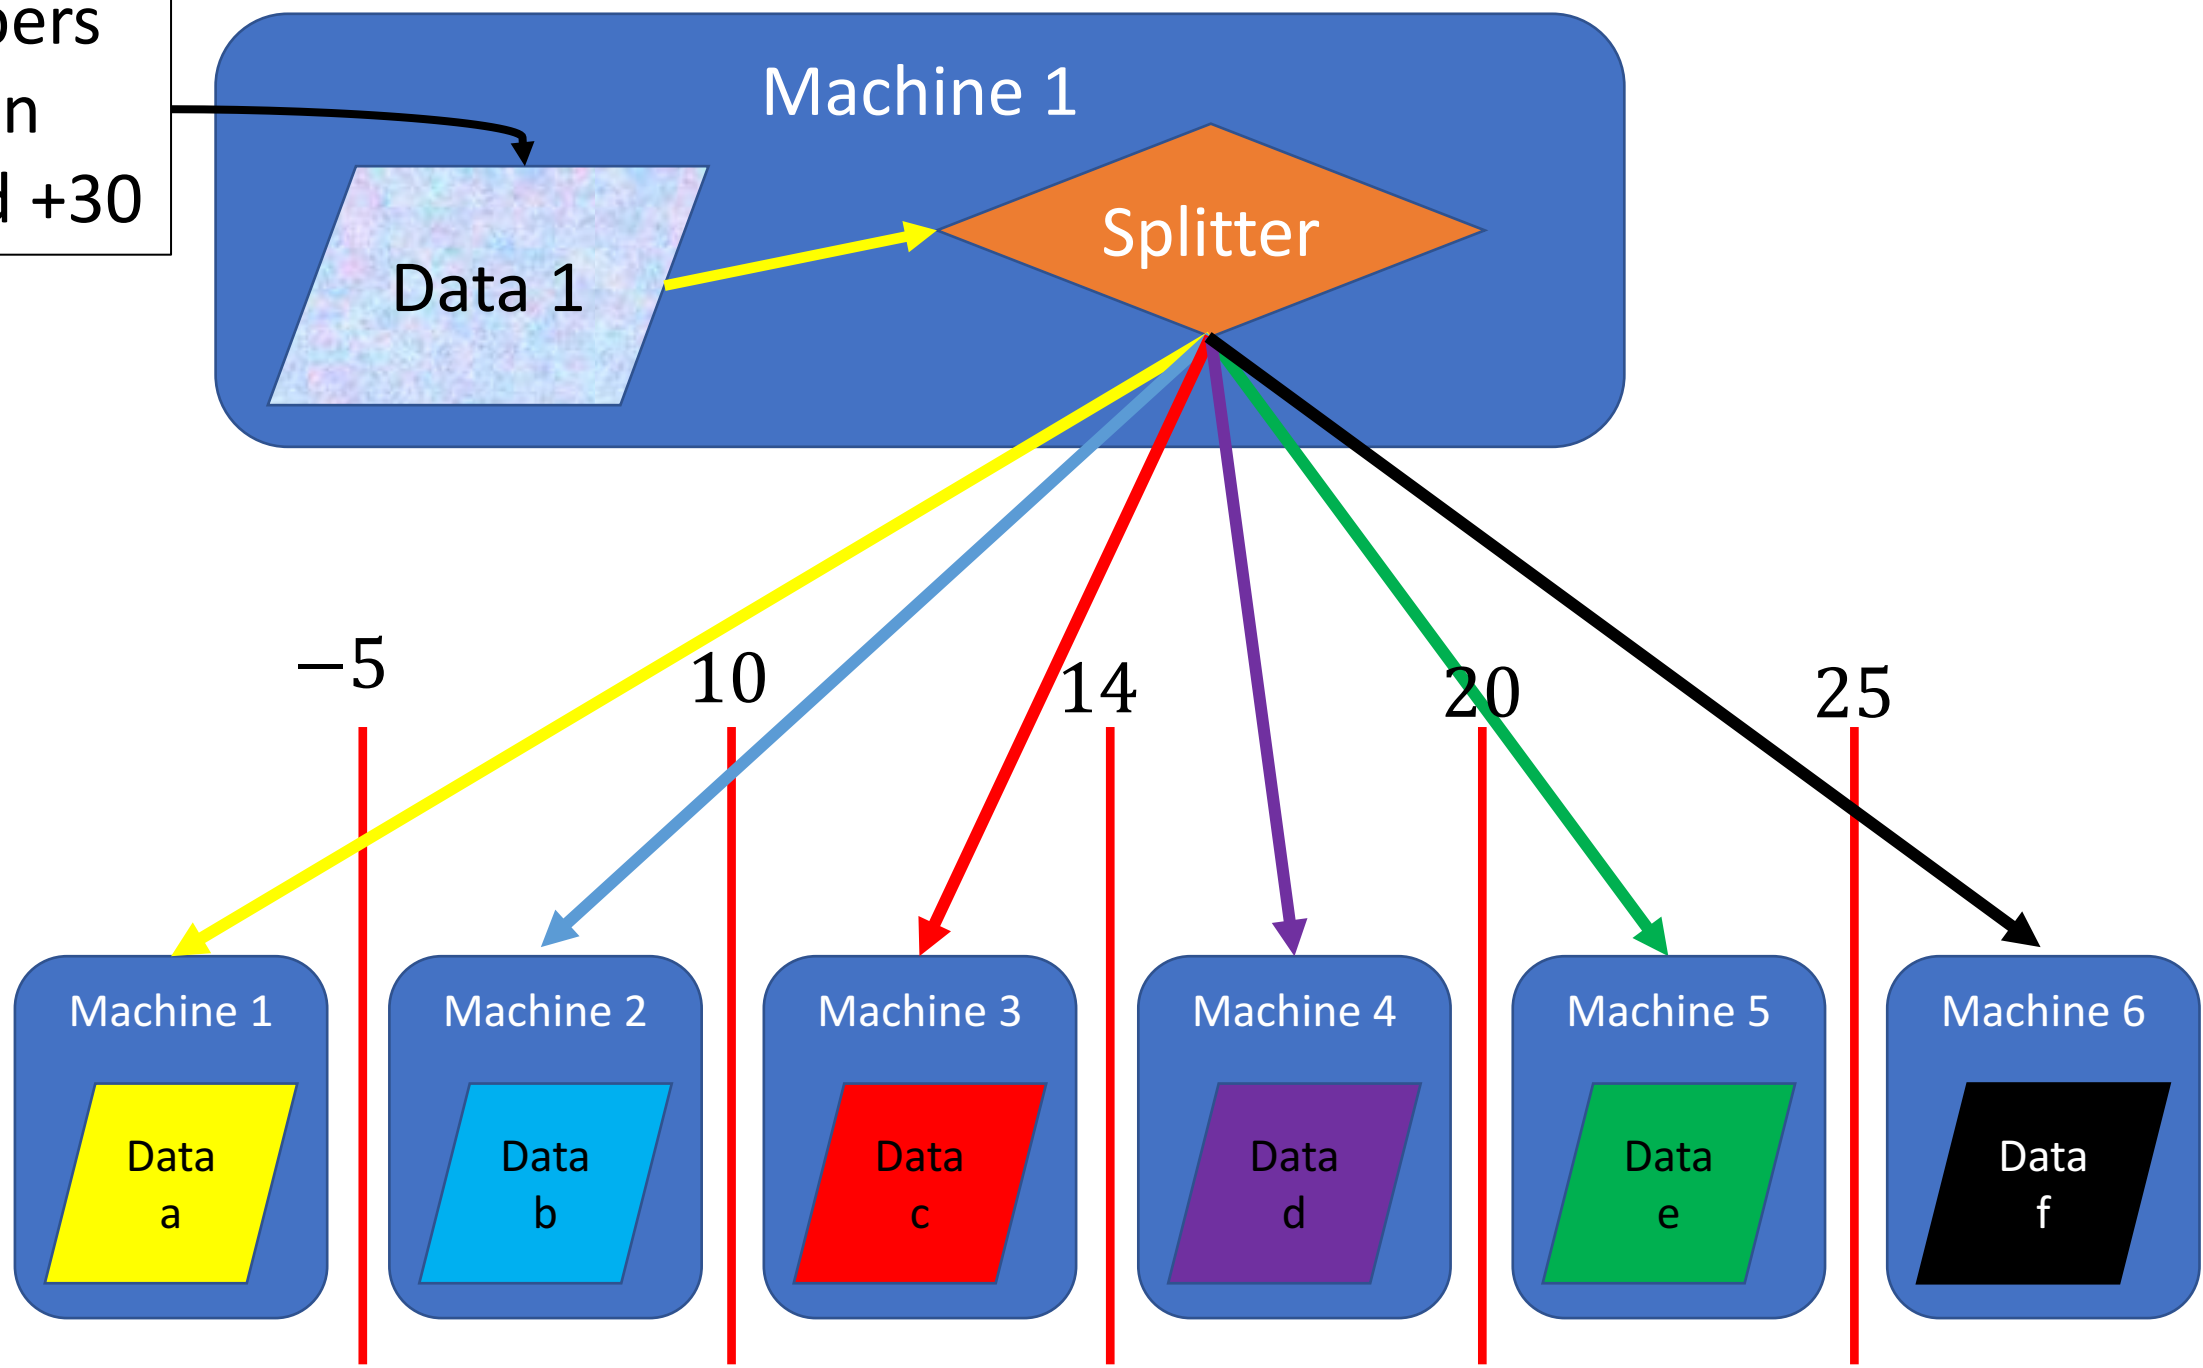 +30
Machine 1
Splitter
Data 1
−5
10
14
20
25
Machine 1
Machine 2
Machine 3
Machine 4
Machine 5
Machine 6
Data
a
Data
b
Data
c
Data
d
Data
e
Data
f